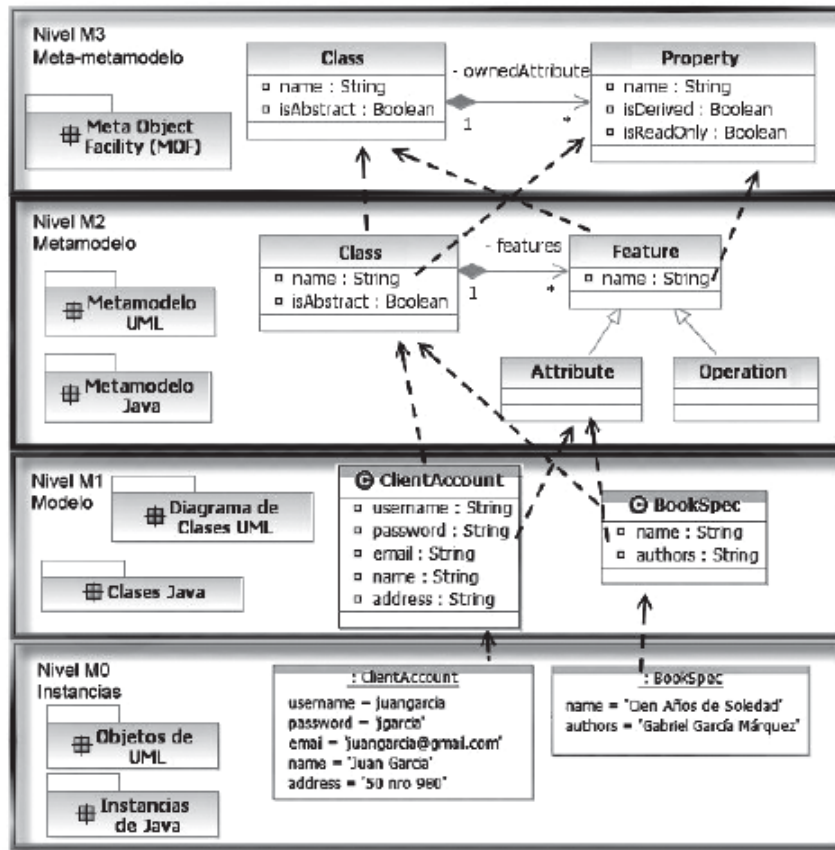 Nivel M3
Meta-metamodelo
Meta Object
Facility (MOF)
Class
name : String
isAbstract : Boolean
- ownedAttribute
1
*
Property
name : String
isDerived : Boolean
isReadOnly : Boolean
Nivel M2
Metamodelo
Metamodelo
UML
Metamodelo
Java
Class
name : String
isAbstract : Boolean
- features
1
*
Feature
name : String
Attribute
Operation
Nivel M1
Modelo
Diagrama de
Clases UML
Clases Java
C ClientAccount
username : String
password : String
email : String
name : String
address : String
C BookSpec
name : String
authors : String
Nivel M0
Instancias
Objetos de
UML
Instancias
de Java
: ClientAccount
username = juangarcia
password = 'jgarcia'
email = 'juangarcia@gmail.com'
name = 'Juan Garcia'
address = '50 nro 980'
: BookSpec
name = 'Cien Años de Soledad'
authors = 'Gabriel García Márquez'